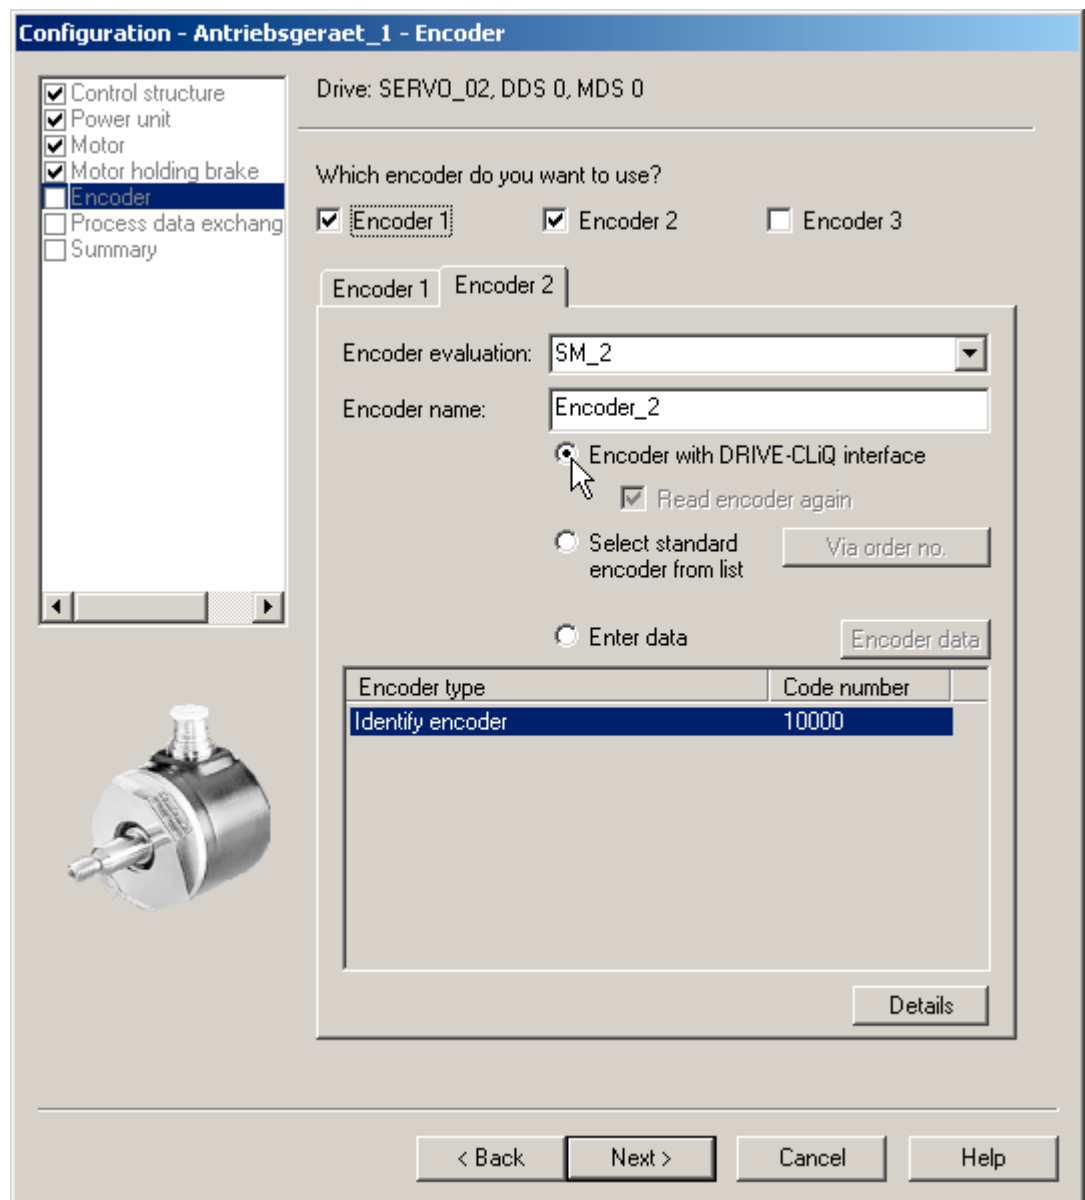 Configuration - Antriebsgeraet_1 - Encoder
Control structure
Power unit
Motor
Motor holding brake
Encoder
Process data exchang
Summary
Drive: SERVO_02, DDS 0, MDS 0
Which encoder do you want to use?
Encoder 1 Encoder 2 Encoder 3
Encoder 1 Encoder 2
Encoder evaluation: SM_2
Encoder name: Encoder_2
Encoder with DRIVE-CLiQ interface
Read encoder again
Select standard
encoder from list
Via order no.
Enter data Encoder data
Encoder type Code number
Identify encoder 10000
Details
< Back Next > Cancel Help